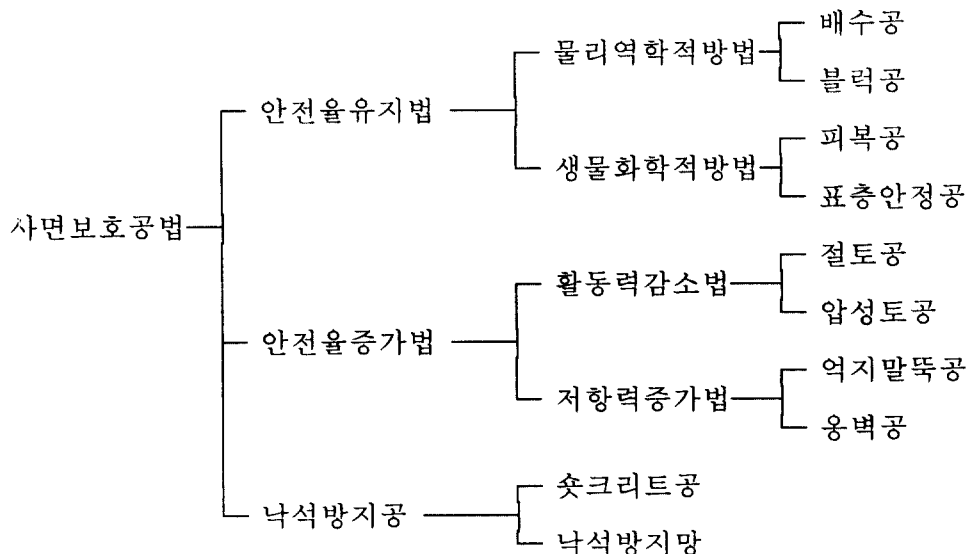 사면보호공법
안전율유지법
물리역학적방법
배수공
블럭공
생물화학적방법
피복공
표층안정공
안전율증가법
활동력감소법
절토공
압성토공
저항력증가법
억지말뚝공
옹벽공
낙석방지공
숏크리트공
낙석방지망